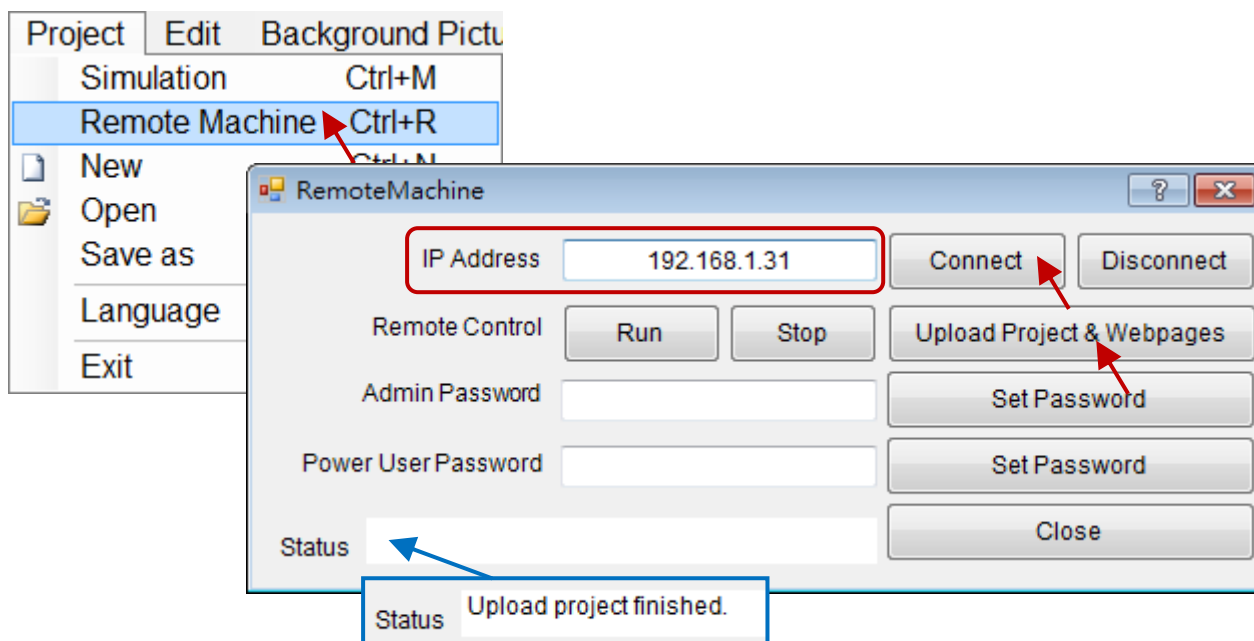 Project Edit Background Pictu
Simulation Ctrl+M
Remote Machine Ctrl+R
New Ctrl+N
Open
Save as
Language
Exit
RemoteMachine
IP Address 192.168.1.31 Connect Disconnect
Remote Control Run Stop Upload Project & Webpages
Admin Password Set Password
Power User Password Set Password
Status Close
Status Upload project finished.